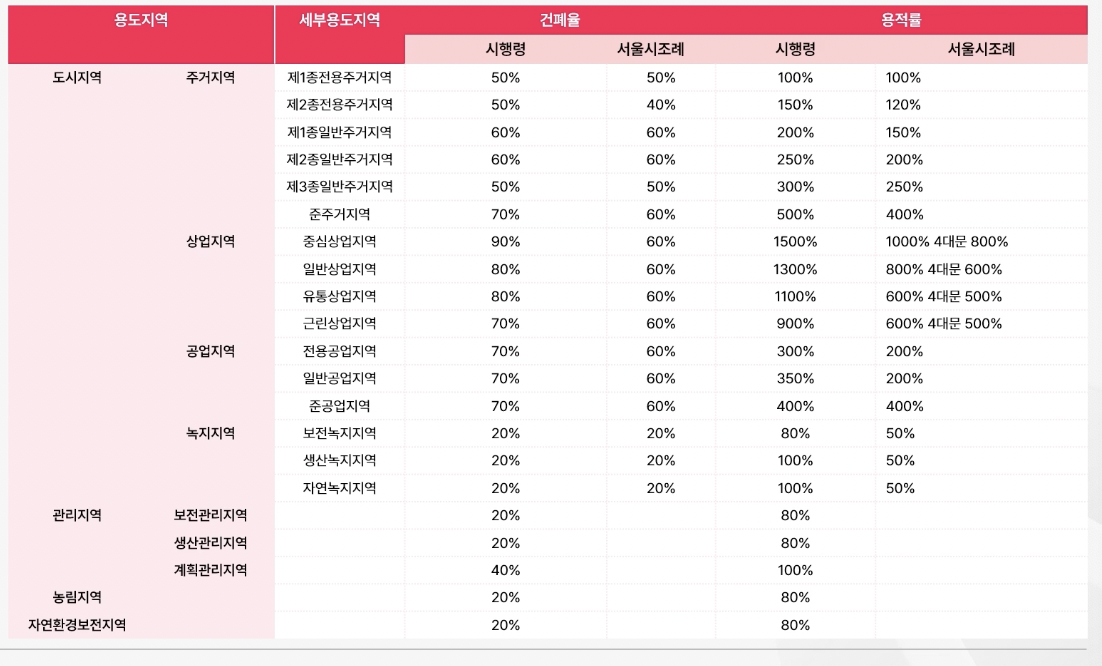 용도지역 세부용도지역 건폐율 용적률
시행령 서울시조례 시행령 서울시조례
도시지역 주거지역 제1종전용주거지역 50% 50% 100% 100%
제2종전용주거지역 50% 40% 150% 120%
제1종일반주거지역 60% 60% 200% 150%
제2종일반주거지역 60% 60% 250% 200%
제3종일반주거지역 50% 50% 300% 250%
준주거지역 70% 60% 500% 400%
상업지역 중심상업지역 90% 60% 1500% 1000% 4대문 800%
일반상업지역 80% 60% 1300% 800% 4대문 600%
유통상업지역 80% 60% 1100% 600% 4대문 500%
근린상업지역 70% 60% 900% 600% 4대문 500%
공업지역 전용공업지역 70% 60% 300% 200%
일반공업지역 70% 60% 350% 200%
준공업지역 70% 60% 400% 400%
녹지지역 보전녹지지역 20% 20% 80% 50%
생산녹지지역 20% 20% 100% 50%
자연녹지지역 20% 20% 100% 50%
관리지역 보전관리지역 20% 80%
생산관리지역 20% 80%
계획관리지역 40% 100%
농림지역 20% 80%
자연환경보전지역 20% 80%